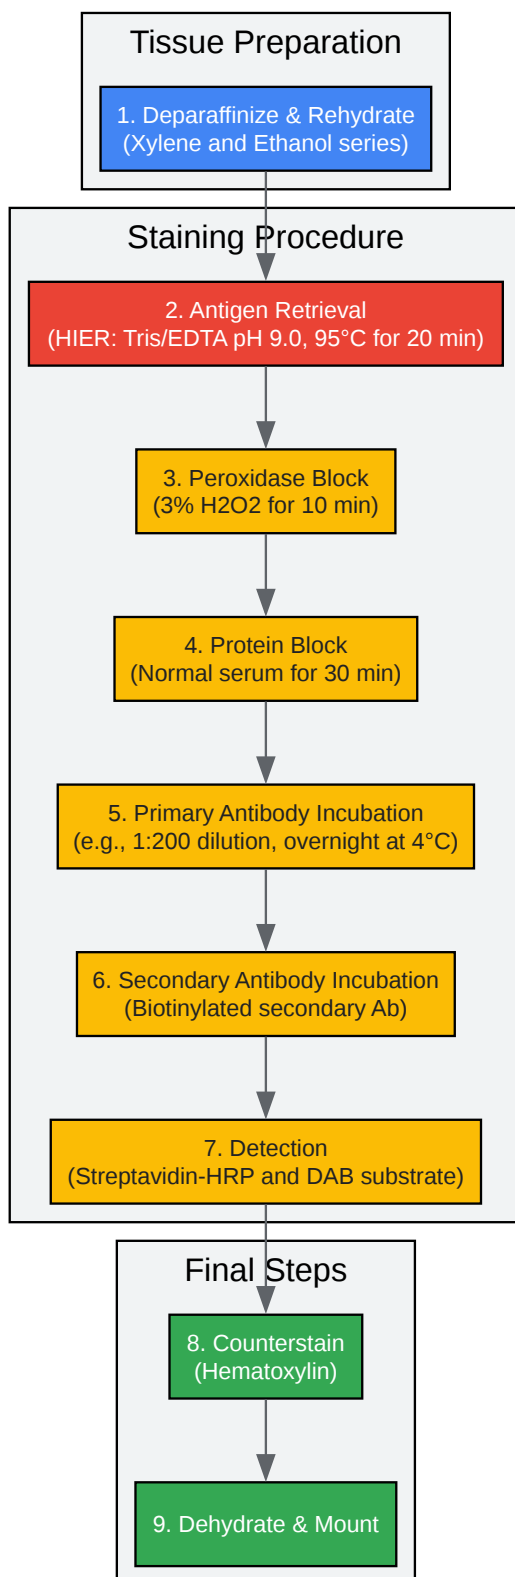 Tissue Preparation
1. Deparaffinize & Rehydrate
(Xylene and Ethanol series)
Staining Procedure
2. Antigen Retrieval
(HIER: Tris/EDTA pH 9.0, 95°C for 20 min)
3. Peroxidase Block
(3% H2O2 for 10 min)
4. Protein Block
(Normal serum for 30 min)
5. Primary Antibody Incubation
(e.g., 1:200 dilution, overnight at 4°C)
6. Secondary Antibody Incubation
(Biotinylated secondary Ab)
7. Detection
(Streptavidin-HRP and DAB substrate)
Final Steps
8. Counterstain
(Hematoxylin)
9. Dehydrate & Mount